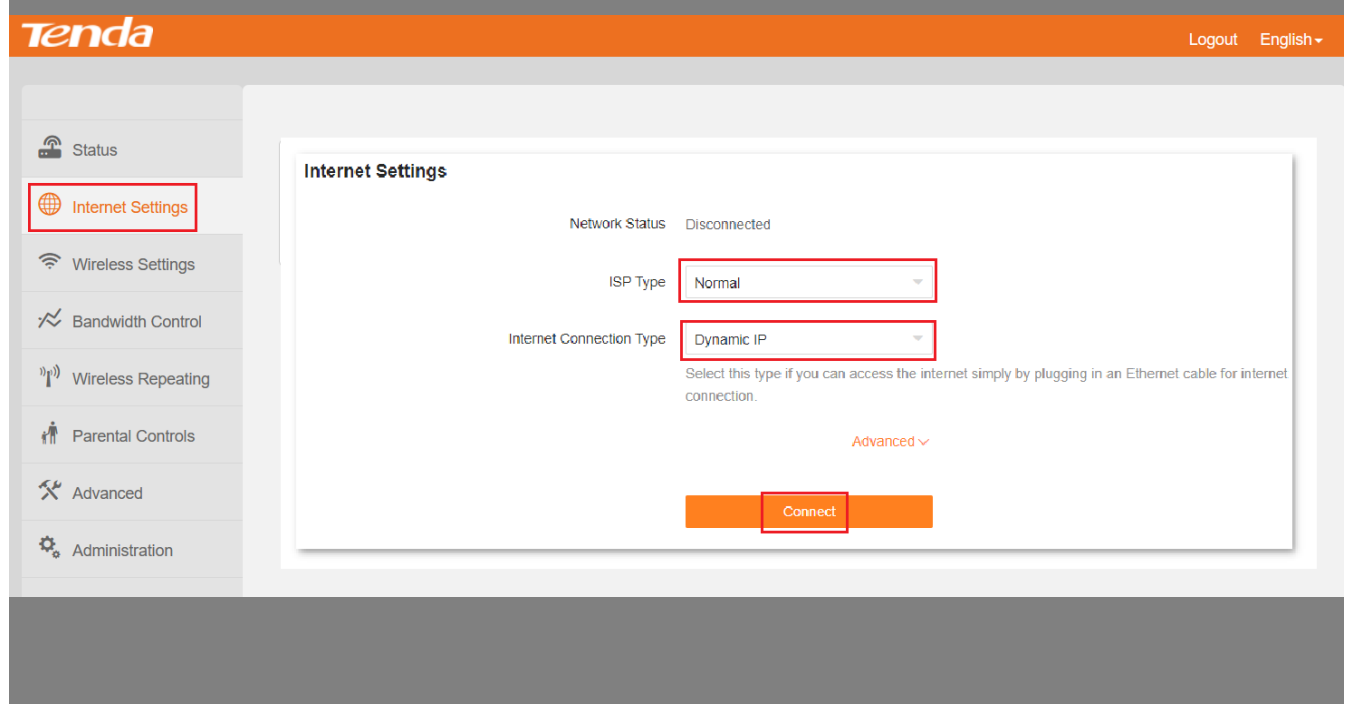 Tenda
Logout English
Status
Internet Settings
Wireless Settings
Bandwidth Control
Wireless Repeating
Parental Controls
Advanced
Administration
Internet Settings
Network Status Disconnected
ISP Type Normal
Internet Connection Type Dynamic IP
Select this type if you can access the internet simply by plugging in an Ethernet cable for internet
connection.
Advanced
Connect